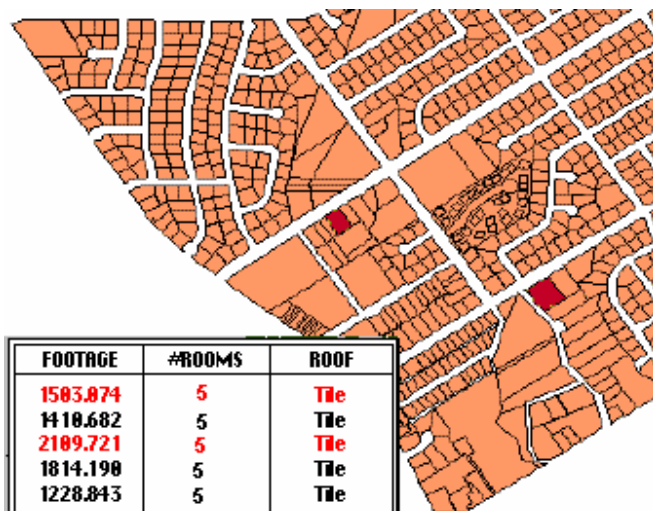 FOOTAGE #ROOMS ROOF
1503.074 5 Tile
1410.682 5 Tile
2109.721 5 Tile
1814.190 5 Tile
1228.843 5 Tile